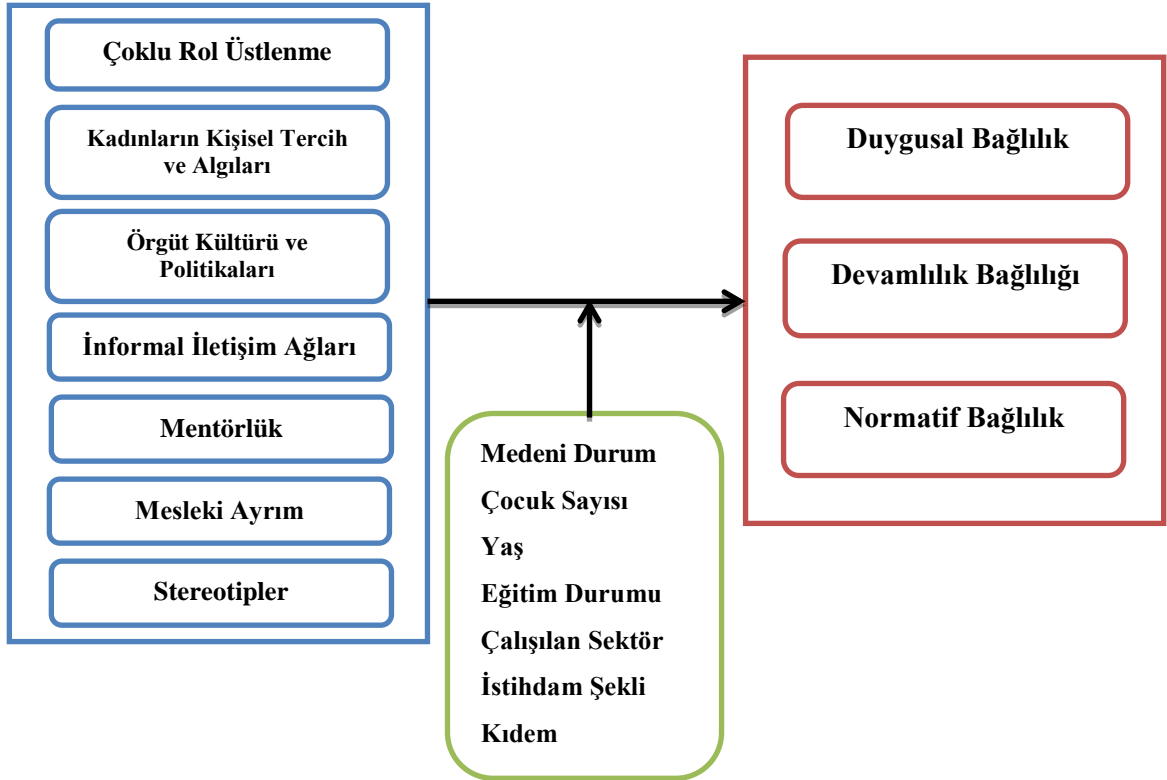 Çoklu Rol Üstlenme
Kadınların Kişisel Tercih
ve Algıları
Örgüt Kültürü ve
Politikaları
İnformal İletişim Ağları
Mentörlük
Mesleki Ayrım
Stereotipler
Medeni Durum
Çocuk Sayısı
Yaş
Eğitim Durumu
Çalışılan Sektör
İstihdam Şekli
Kıdem
Duygusal Bağlılık
Devamlılık Bağlılığı
Normatif Bağlılık